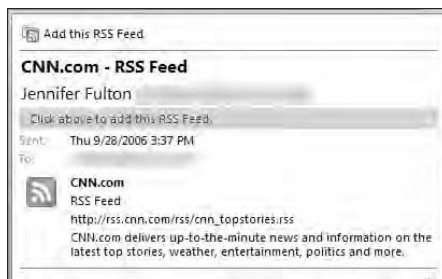 Add this RSS Feed
CNN.com - RSS Feed
Jennifer Fulton
Click above to add this RSS Feed.
Sent: Thu 9/28/2006 3:37 PM
To:
CNN.com
RSS Feed
http://rss.cnn.com/rss/cnn_topstories.rss
CNN.com delivers up-to-the-minute news and information on the
latest top stories, weather, entertainment, politics and more.